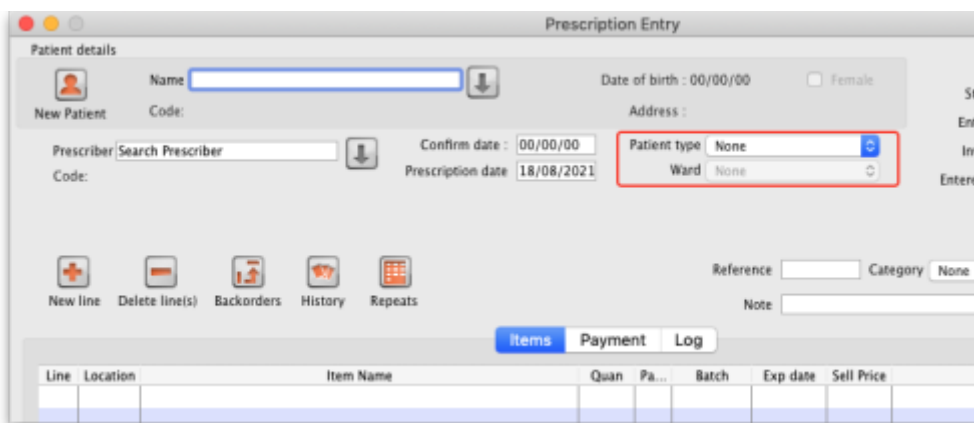 Prescription Entry
Patient details
Name
Date of birth : 00/00/00
Female
New Patient
Code:
Address :
Prescriber Search Prescriber
Confirm date : 00/00/00
Patient type None
Code:
Prescription date 18/08/2021
Ward None
New line
Delete line(s)
Backorders
History
Repeats
Reference
Category None
Note
Items
Payment
Log
Line
Location
Item Name
Quan
Pa...
Batch
Exp date
Sell Price